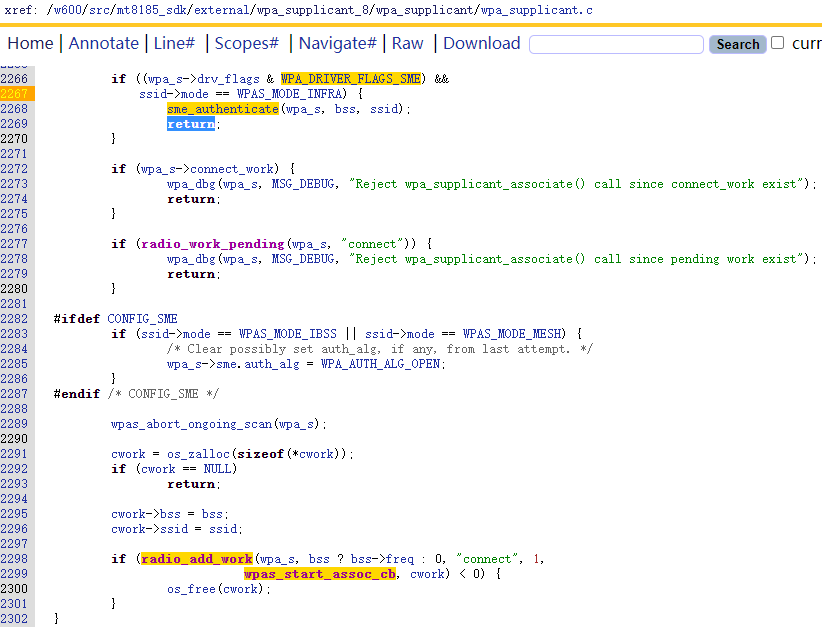 xref: /w600/src/mt8185_sdk/external/wpa_supplicant_8/wpa_supplicant/wpa_supplicant.c
Home | Annotate | Line# | Scopes# | Navigate# | Raw | Download Search curr
2266 if ((wpa_s->drv_flags & WPA_DRIVER_FLAGS_SME) &&
2267 ssid->mode == WPAS_MODE_INFRA) {
2268 sme_authenticate(wpa_s, bss, ssid);
2269 return;
2270 }
2271
2272 if (wpa_s->connect_work) {
2273 wpa_dbg(wpa_s, MSG_DEBUG, "Reject wpa_supplicant_associate() call since connect_work exist");
2274 return;
2275 }
2276
2277 if (radio_work_pending(wpa_s, "connect")) {
2278 wpa_dbg(wpa_s, MSG_DEBUG, "Reject wpa_supplicant_associate() call since pending work exist");
2279 return;
2280 }
2281
2282 #ifdef CONFIG_SME
2283 if (ssid->mode == WPAS_MODE_IBSS || ssid->mode == WPAS_MODE_MESH) {
2284 /* Clear possibly set auth_alg, if any, from last attempt. */
2285 wpa_s->sme.auth_alg = WPA_AUTH_ALG_OPEN;
2286 }
2287 #endif /* CONFIG_SME */
2288
2289 wpas_abort_ongoing_scan(wpa_s);
2290
2291 cwork = os_zalloc(sizeof(*cwork));
2292 if (cwork == NULL)
2293 return;
2294
2295 cwork->bss = bss;
2296 cwork->ssid = ssid;
2297
2298 if (radio_add_work(wpa_s, bss ? bss->freq : 0, "connect", 1,
2299 wpas_start_assoc_cb, cwork) < 0) {
2300 os_free(cwork);
2301 }
2302 }